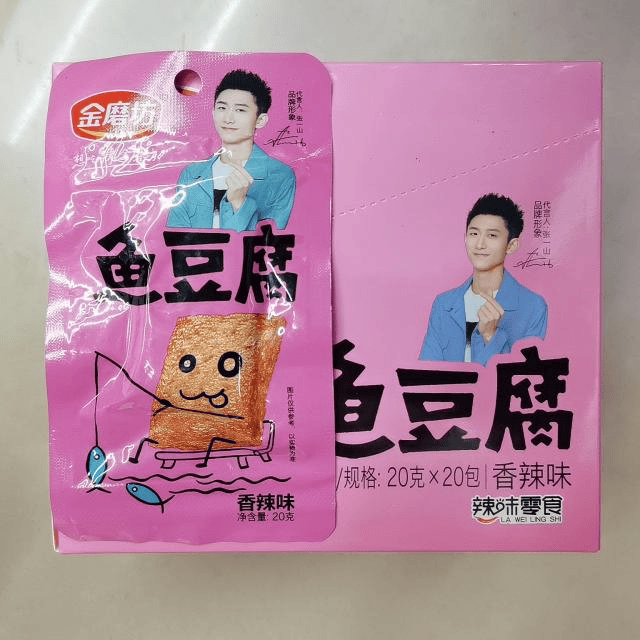 金磨坊
代言人：张一山
品牌形象
鱼豆腐
图片仅供参考，以实物为准
香辣味
净含量: 20克
代言人：张一山
品牌形象
鱼豆腐
/规格: 20克×20包|香辣味
辣味零食
LA WEI LING SHI